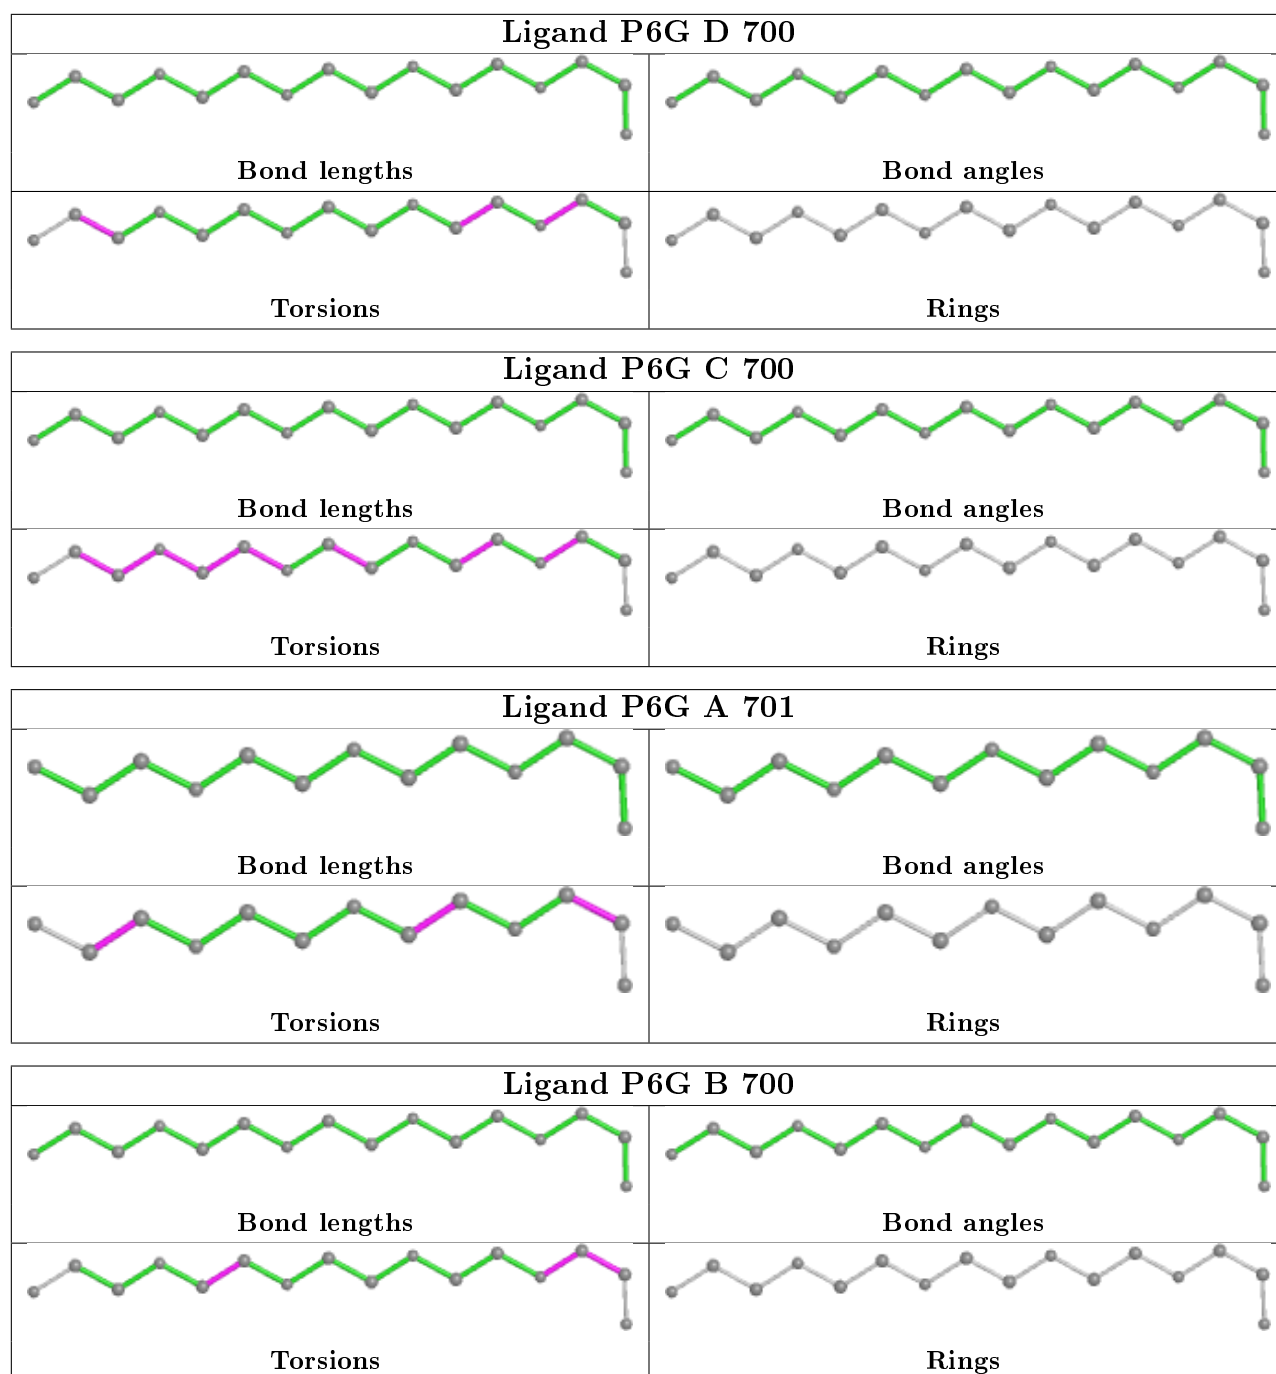 Ligand P6G D 700
Bond lengths Bond angles
Torsions Rings
Ligand P6G C 700
Bond lengths Bond angles
Torsions Rings
Ligand P6G A 701
Bond lengths Bond angles
Torsions Rings
Ligand P6G B 700
Bond lengths Bond angles
Torsions Rings